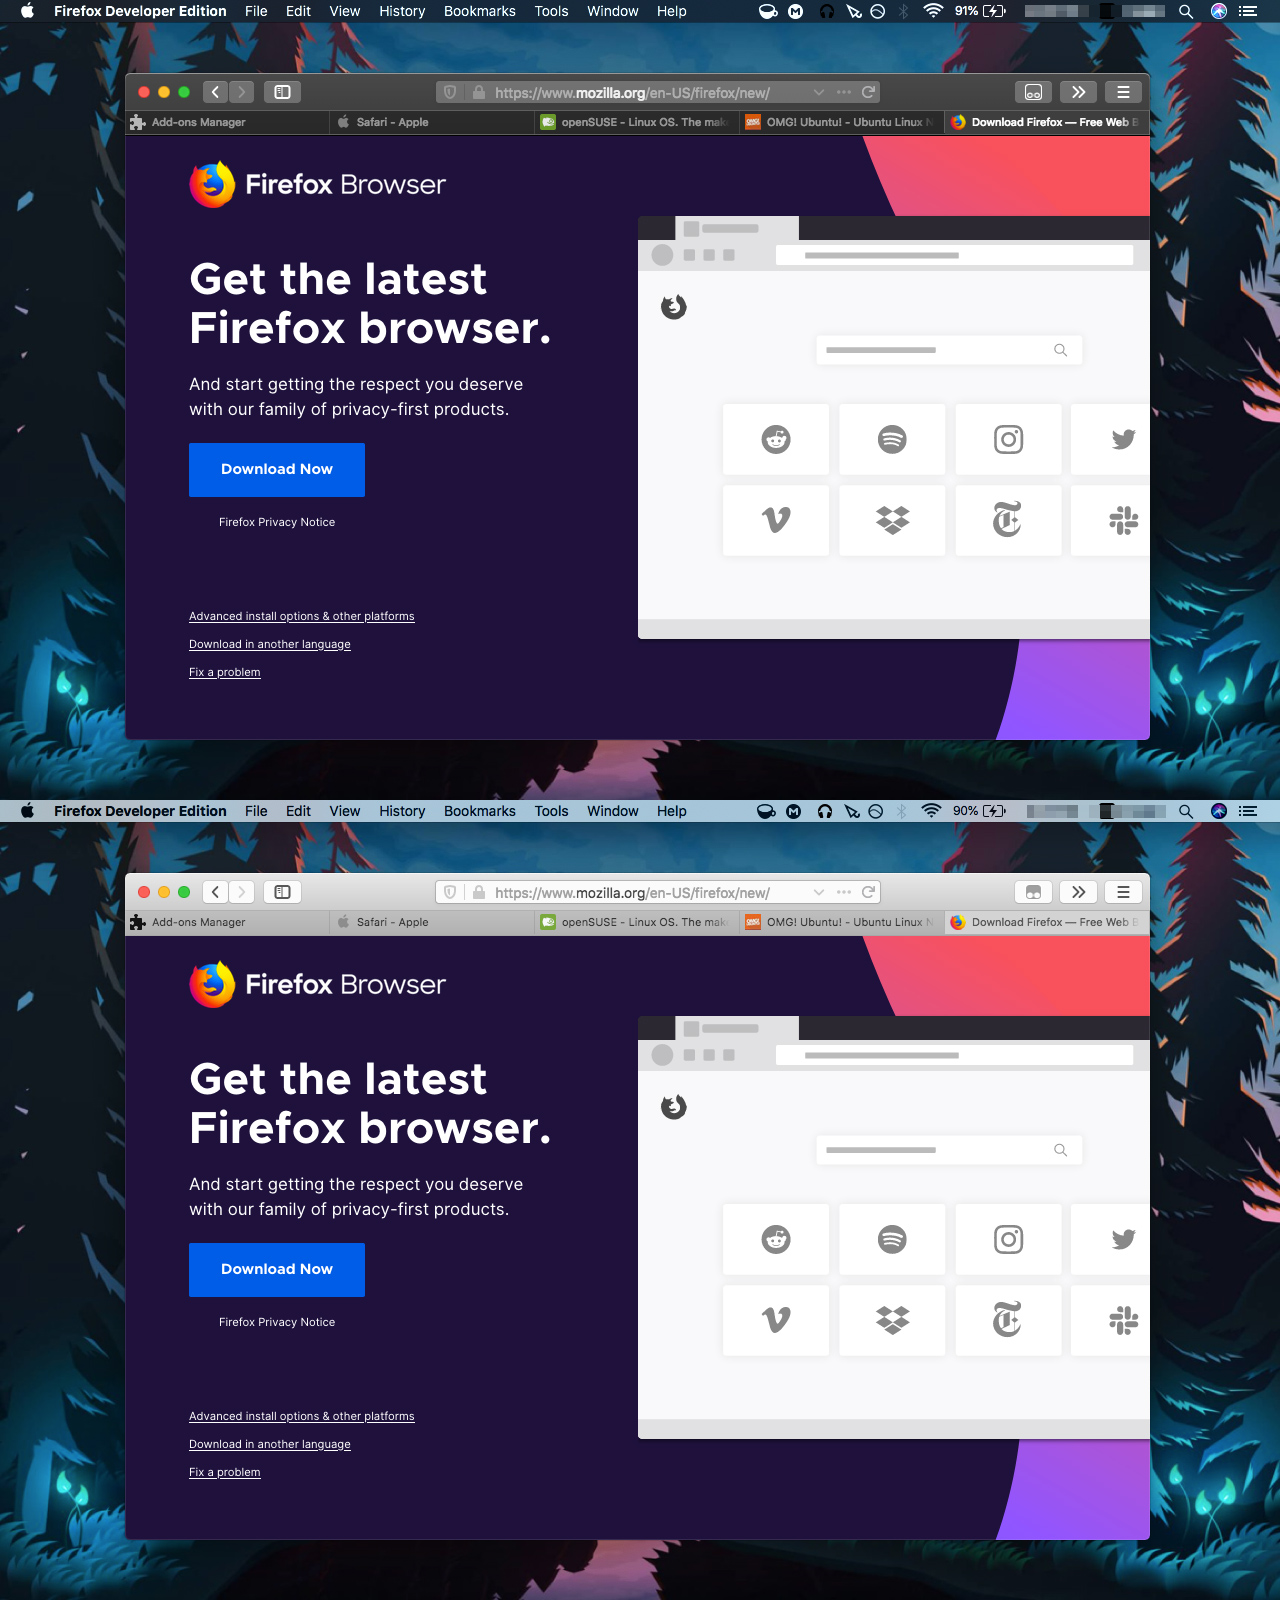 Firefox Developer Edition File Edit View History Bookmarks Tools Window Help 91%
https://www.mozilla.org/en-US/firefox/new/
Add-ons Manager Safari - Apple openSUSE - Linux OS. The mak OMG! Ubuntu! - Ubuntu Linux N Download Firefox — Free Web B
Firefox Browser
Get the latest
Firefox browser.
And start getting the respect you deserve
with our family of privacy-first products.
Download Now
Firefox Privacy Notice
Advanced install options & other platforms
Download in another language
Fix a problem
Firefox Developer Edition File Edit View History Bookmarks Tools Window Help 90%
https://www.mozilla.org/en-US/firefox/new/
Add-ons Manager Safari - Apple openSUSE - Linux OS. The mak OMG! Ubuntu! - Ubuntu Linux N Download Firefox — Free Web B
Firefox Browser
Get the latest
Firefox browser.
And start getting the respect you deserve
with our family of privacy-first products.
Download Now
Firefox Privacy Notice
Advanced install options & other platforms
Download in another language
Fix a problem